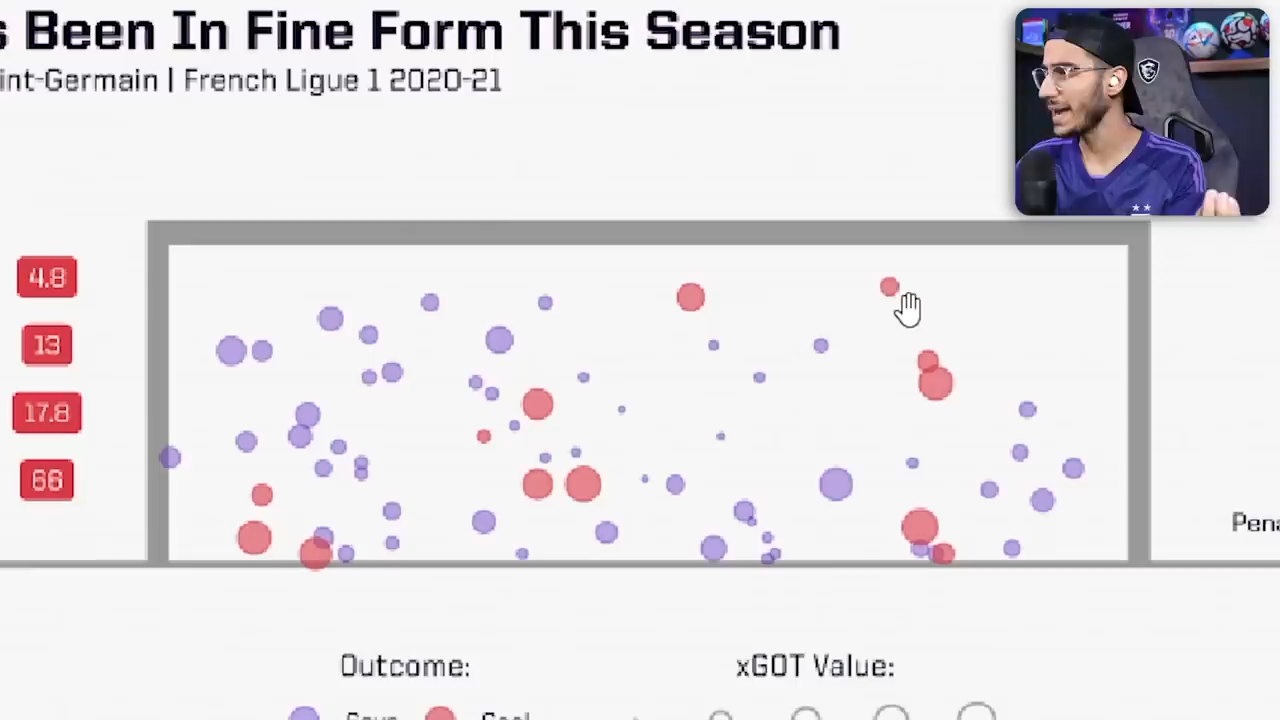 s Been In Fine Form This Season
int-Germain | French Ligue 1 2020-21
4.8
13
17.8
66
Pena
Outcome:
xGOT Value: